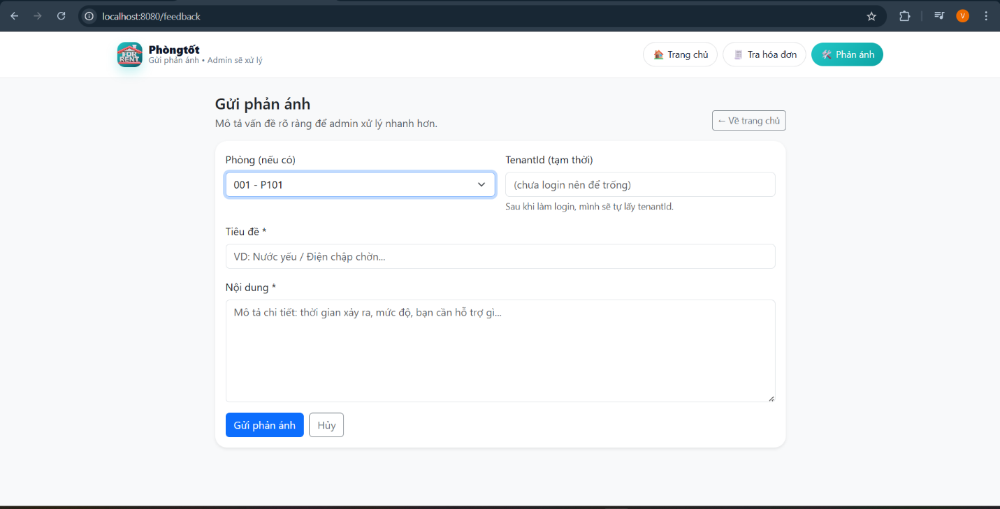 localhost:8080/feedback
V
FOR
RENT
Phòngtốt
Gửi phản ánh • Admin sẽ xử lý
Trang chủ
Tra hóa đơn
Phản ánh
Gửi phản ánh
Mô tả vấn đề rõ ràng để admin xử lý nhanh hơn.
← Về trang chủ
Phòng (nếu có)
TenantId (tạm thời)
001 - P101
(chưa login nên để trống)
Sau khi làm login, mình sẽ tự lấy tenantId.
Tiêu đề *
VD: Nước yếu / Điện chập chờn...
Nội dung *
Mô tả chi tiết: thời gian xảy ra, mức độ, bạn cần hỗ trợ gì...
Gửi phản ánh
Hủy